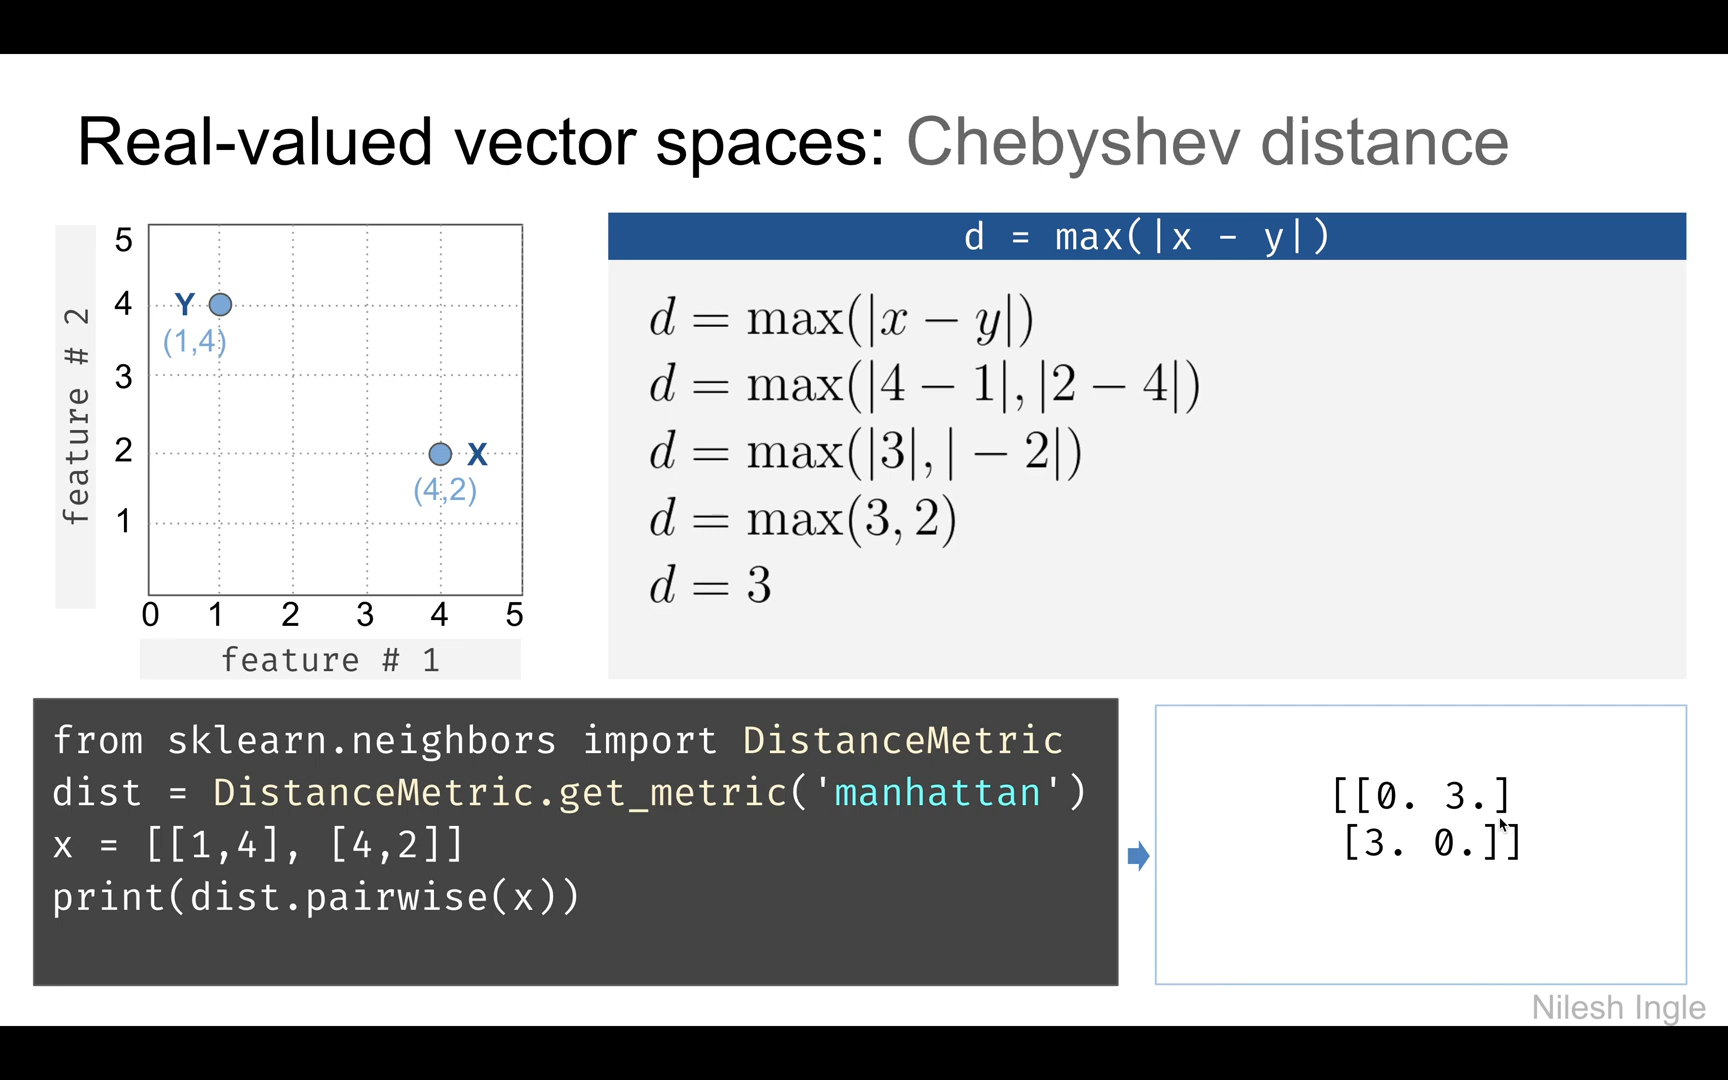 Real-valued vector spaces: Chebyshev distance
feature # 2
5
4
3
2
1
Y
(1,4)
X
(4,2)
0 1 2 3 4 5
feature # 1
d = max(|x - y|)
d = max(|x − y|)
d = max(|4 − 1|, |2 − 4|)
d = max(|3|, | − 2|)
d = max(3, 2)
d = 3
from sklearn.neighbors import DistanceMetric
dist = DistanceMetric.get_metric('manhattan')
x = [[1,4], [4,2]]
print(dist.pairwise(x))
[[0. 3.]
[3. 0.]]
Nilesh Ingle